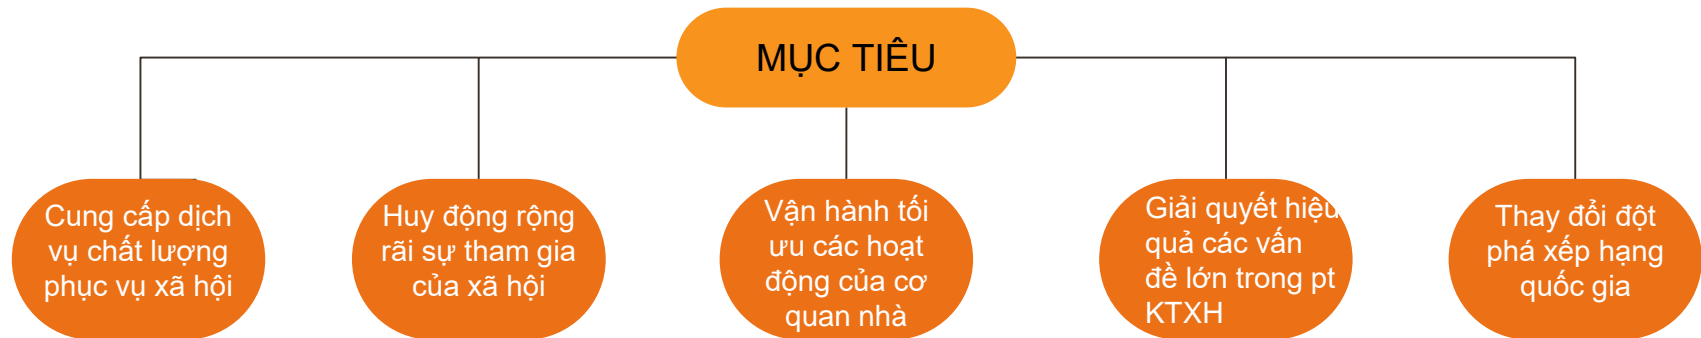 MỤC TIÊU
Cung cấp dịch
vụ chất lượng
phục vụ xã hội
Huy động rộng
rãi sự tham gia
của xã hội
Vận hành tối
ưu các hoạt
động của cơ
quan nhà
Giải quyết hiệu
quả các vấn
đề lớn trong pt
KTXH
Thay đổi đột
phá xếp hạng
quốc gia